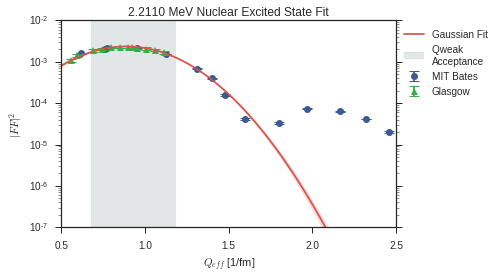 2.2110 MeV Nuclear Excited State Fit
10^-2
10^-3
10^-4
10^-5
10^-6
10^-7
|FF|^2
0.5 1.0 1.5 2.0 2.5
Q_eff [1/fm]
Gaussian Fit
Qweak
Acceptance
MIT Bates
Glasgow